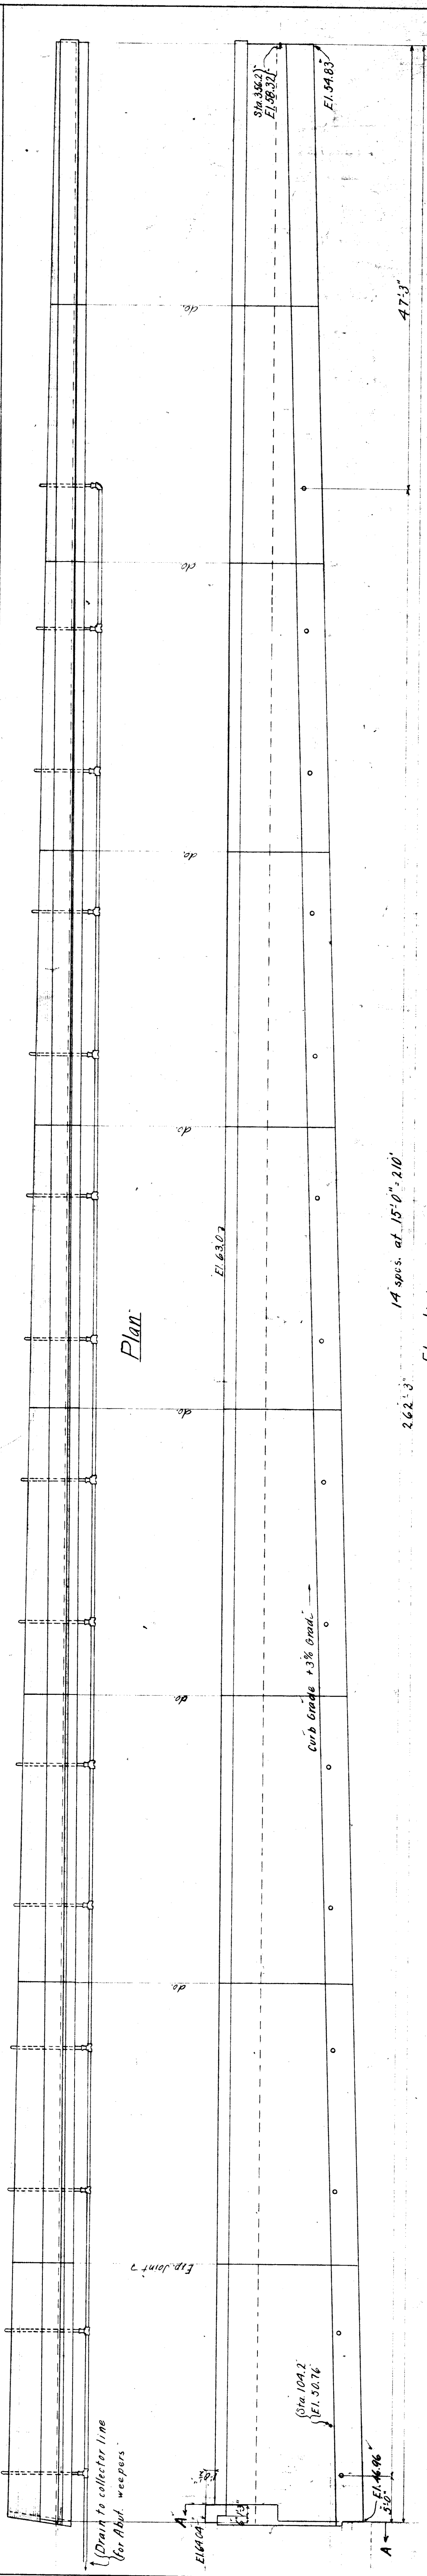 Sta. 356.2
El. 58.32
El. 54.83
47'-3"
do.
do.
do.
do.
Plan
El. 63.0
do.
14 spcs. at 15'-0" = 210'
262'-3"
Curb Grade +3% Grade
do.
do.
Exp. Joint
Sta. 104.2
El. 50.76
Drain to collector line
for Abut. weepers
A
El. 64.04
El. 46.96
5'-0"
A